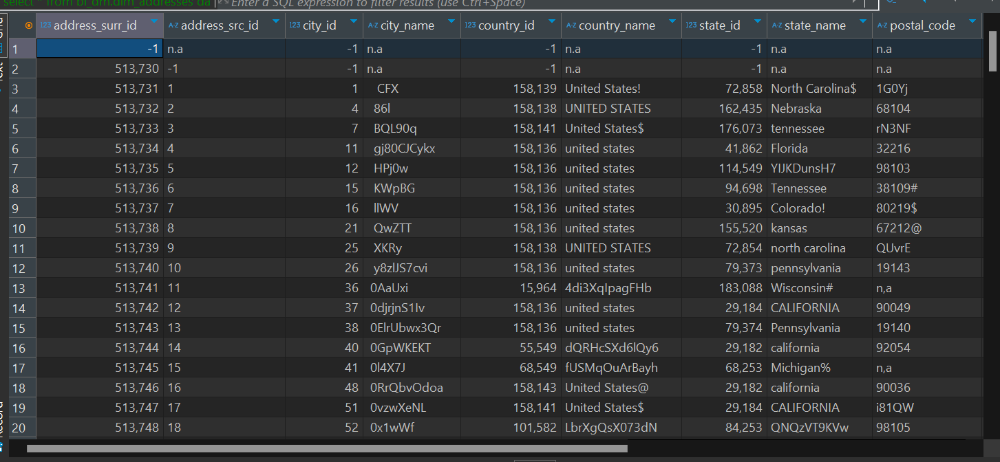 select * from bl_dm.dim_addresses da Enter a SQL expression to filter results (use Ctrl+Space)
123 address_surr_id A-Z address_src_id 123 city_id A-Z city_name 123 country_id A-Z country_name 123 state_id A-Z state_name A-Z postal_code
1 -1 n.a -1 n.a -1 n.a -1 n.a n.a
2 513,730 -1 -1 n.a -1 n.a -1 n.a n.a
3 513,731 1 1 CFX 158,139 United States! 72,858 North Carolina$ 1G0Yj
4 513,732 2 4 86l 158,138 UNITED STATES 162,435 Nebraska 68104
5 513,733 3 7 BQL90q 158,141 United States$ 176,073 tennessee rN3NF
6 513,734 4 11 gj80CJCykx 158,136 united states 41,862 Florida 32216
7 513,735 5 12 HPj0w 158,136 united states 114,549 YIJKDunsH7 98103
8 513,736 6 15 KWpBG 158,136 united states 94,698 Tennessee 38109#
9 513,737 7 16 llWV 158,136 united states 30,895 Colorado! 80219$
10 513,738 8 21 QwZTT 158,136 united states 155,520 kansas 67212@
11 513,739 9 25 XKRy 158,138 UNITED STATES 72,854 north carolina QUvrE
12 513,740 10 26 y8zlJS7cvi 158,136 united states 79,373 pennsylvania 19143
13 513,741 11 36 0AaUxi 15,964 4di3XqIpagFHb 183,088 Wisconsin# n,a
14 513,742 12 37 0djrjnS1Iv 158,136 united states 29,184 CALIFORNIA 90049
15 513,743 13 38 0ElrUbwx3Qr 158,136 united states 79,374 Pennsylvania 19140
16 513,744 14 40 0GpWKEKT 55,549 dQRHcSXd6lQy6 29,182 california 92054
17 513,745 15 41 0l4X7J 68,549 fUSMqOuArBayh 68,253 Michigan% n,a
18 513,746 16 48 0RrQbvOdoa 158,143 United States@ 29,182 california 90036
19 513,747 17 51 0vzwXeNL 158,141 United States$ 29,184 CALIFORNIA i81QW
20 513,748 18 52 0x1wWf 101,582 LbrXgQsX073dN 84,253 QNQzVT9KVw 98105